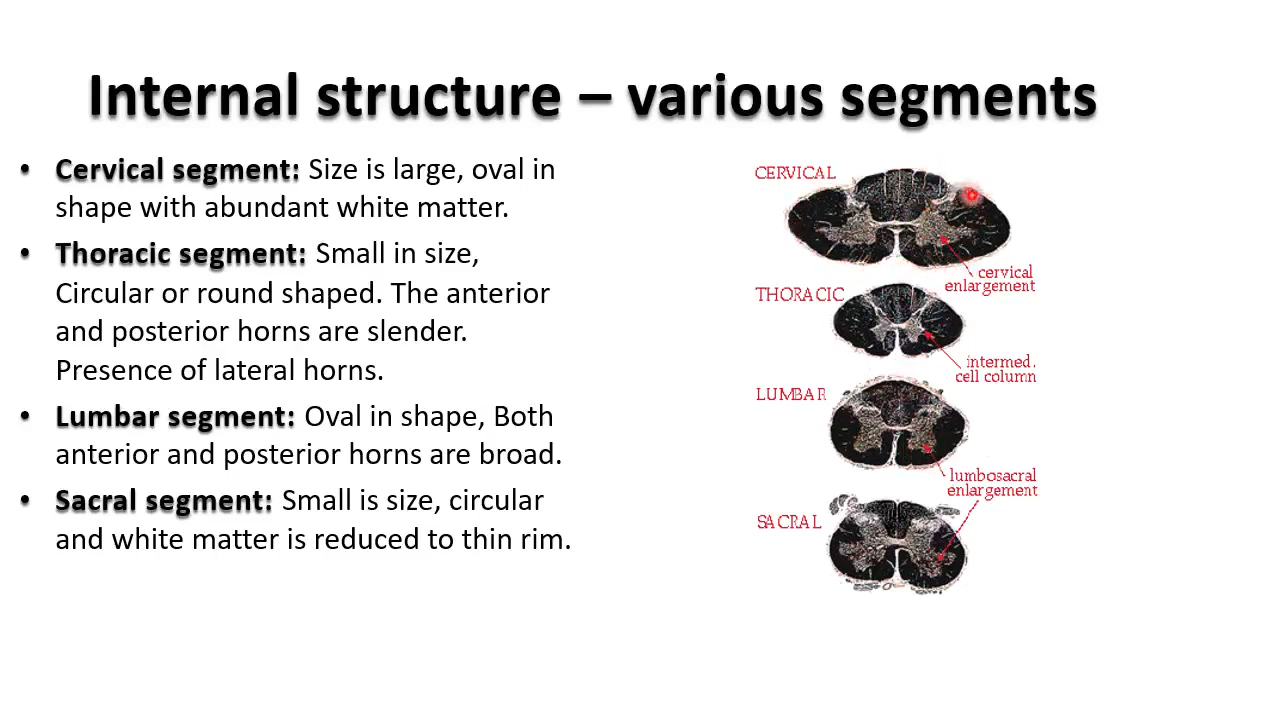 Internal structure – various segments
• Cervical segment: Size is large, oval in
shape with abundant white matter.
• Thoracic segment: Small in size,
Circular or round shaped. The anterior
and posterior horns are slender.
Presence of lateral horns.
• Lumbar segment: Oval in shape, Both
anterior and posterior horns are broad.
• Sacral segment: Small is size, circular
and white matter is reduced to thin rim.
CERVICAL
cervical
enlargement
THORACIC
intermed.
cell column
LUMBAR
lumbosacral
enlargement
SACRAL